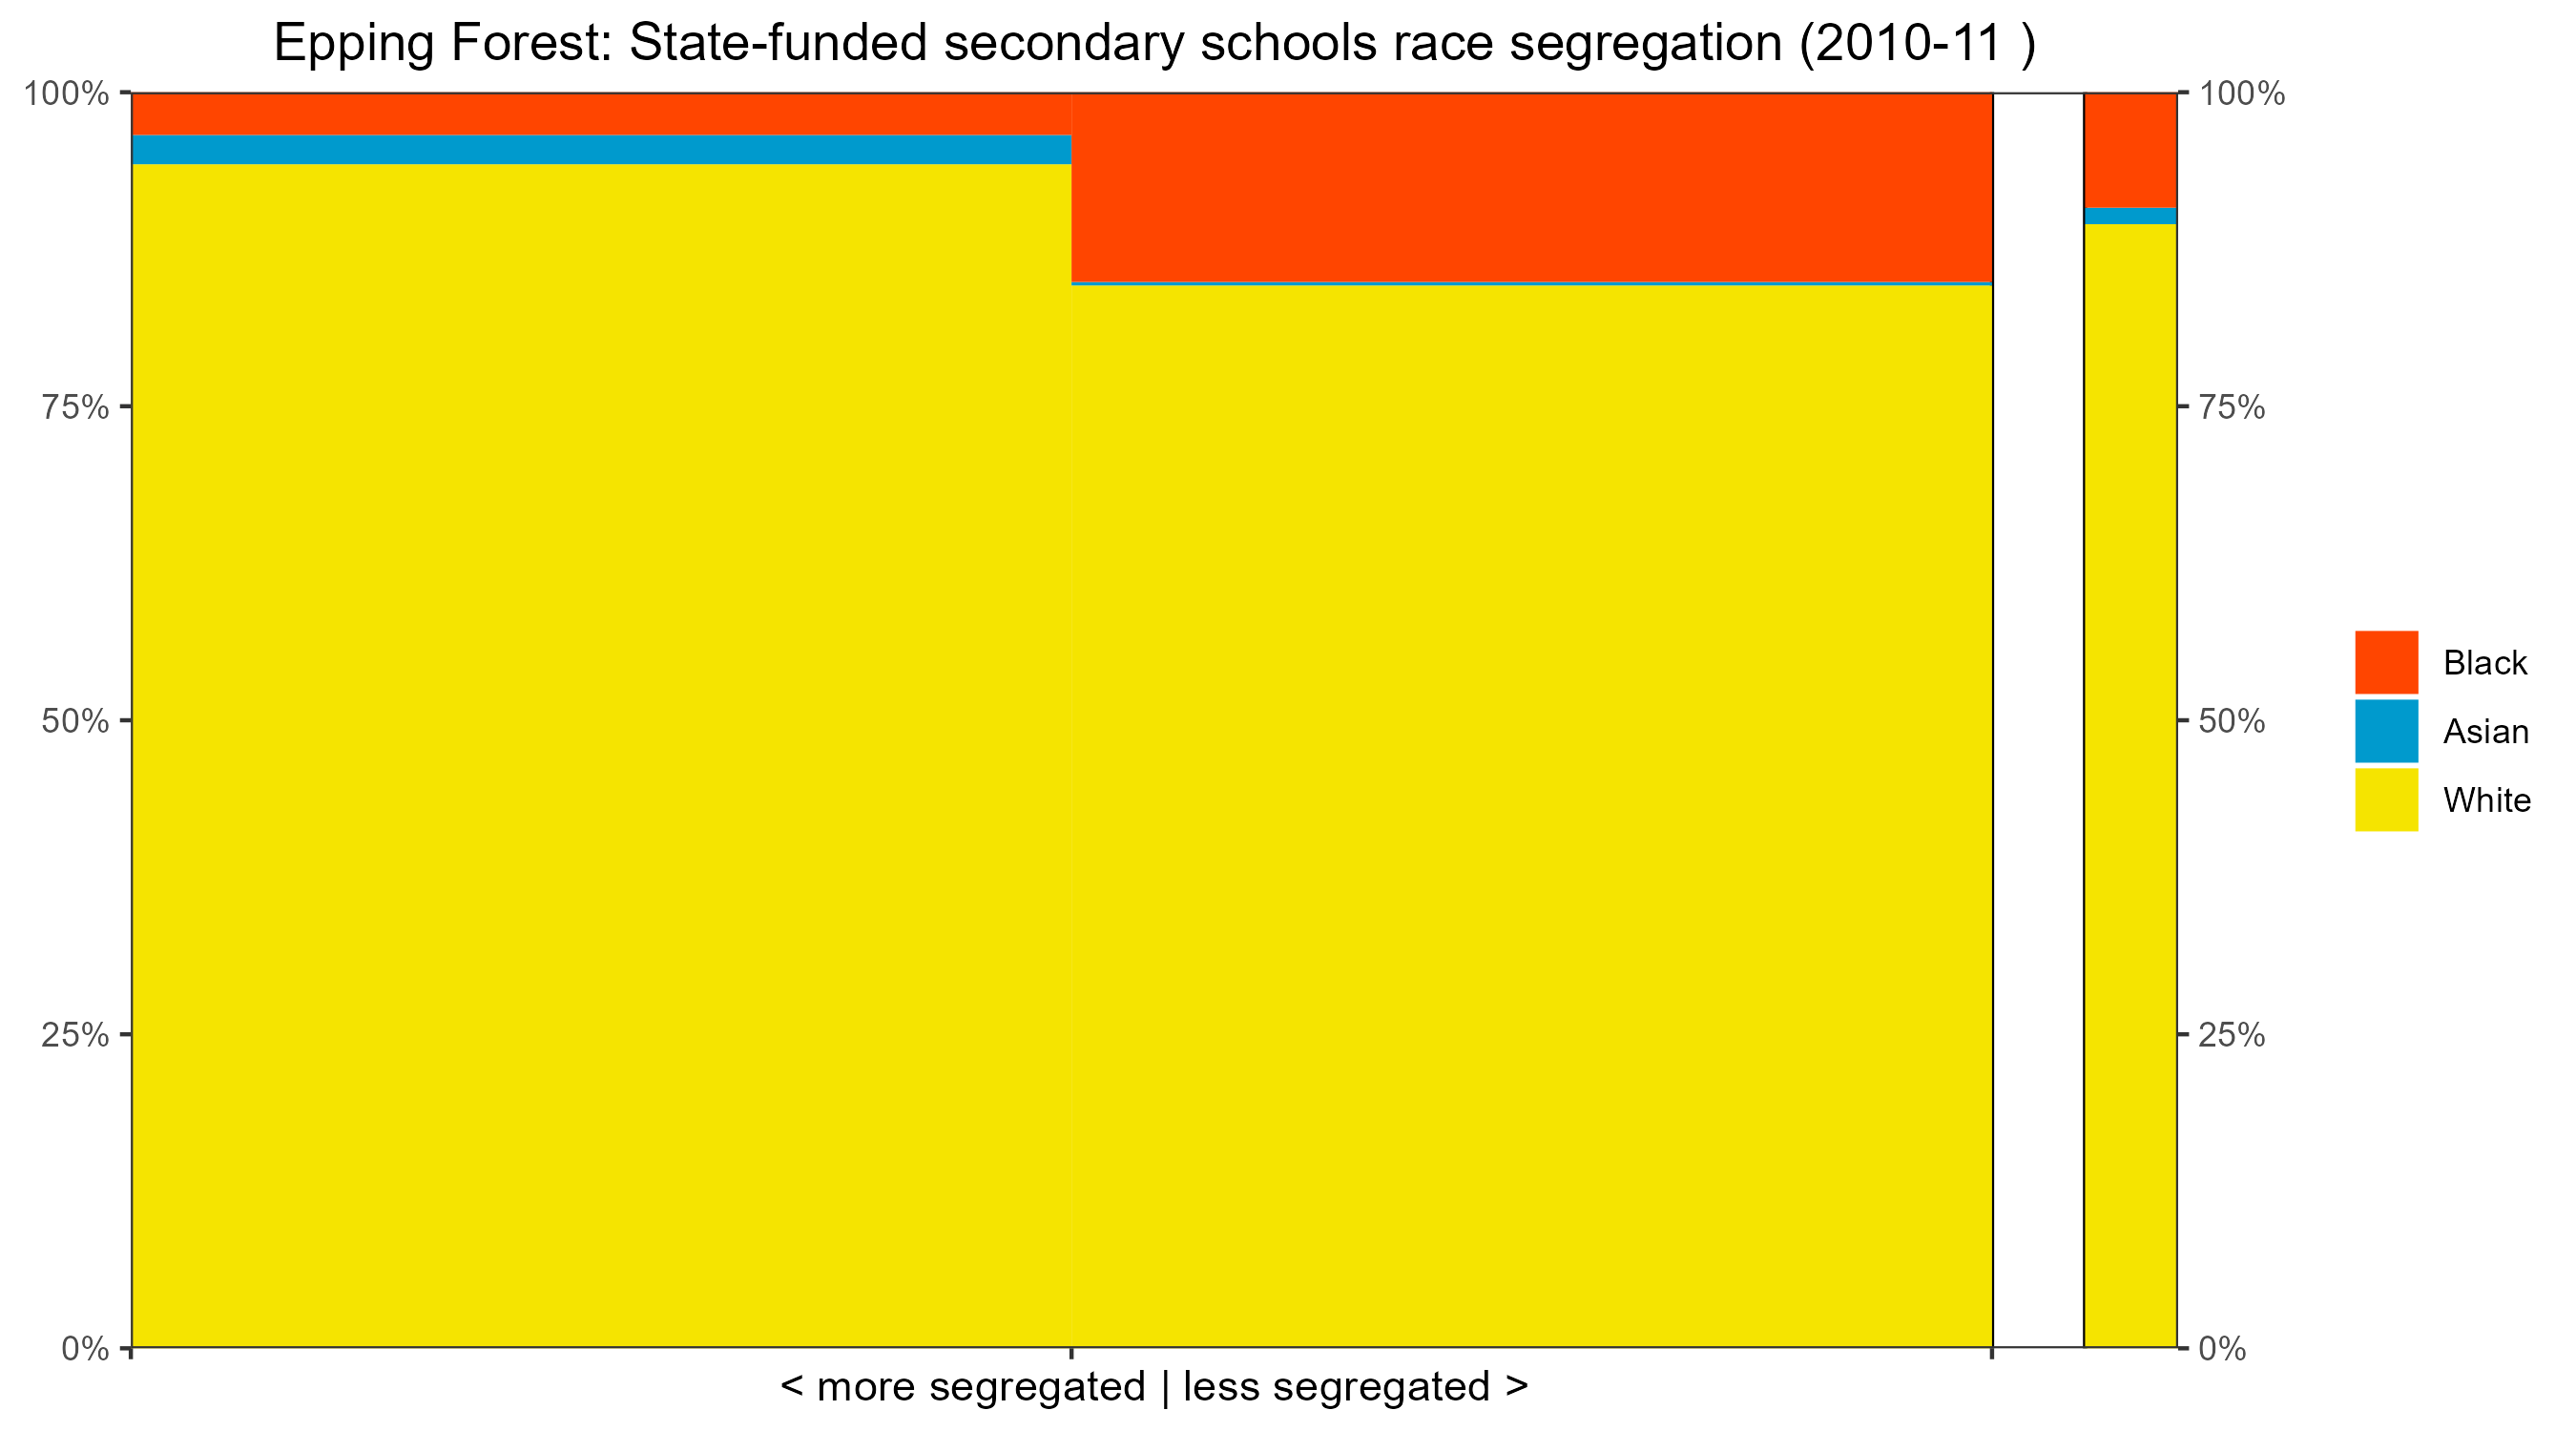 Epping Forest: State-funded secondary schools race segregation (2010-11 )
100%
75%
50%
25%
0%
100%
75%
50%
25%
0%
Black
Asian
White
< more segregated | less segregated >